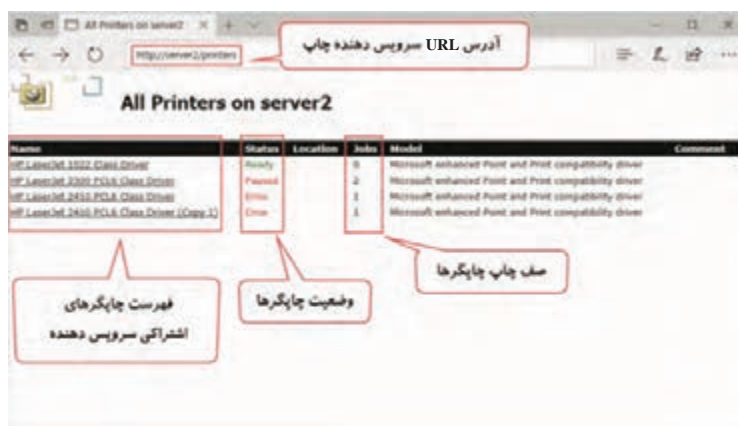 All Printers on server2
آدرس URL سرویس دهنده چاپ
http://server2/printers
All Printers on server2
Name Status Location Jobs Model Comment
HP LaserJet 1022 Class Driver Ready 0 Microsoft enhanced Point and Print compatibility driver
HP LaserJet 2300 PCL6 Class Driver Paused 2 Microsoft enhanced Point and Print compatibility driver
HP LaserJet 2410 PCL6 Class Driver Error 1 Microsoft enhanced Point and Print compatibility driver
HP LaserJet 2410 PCL6 Class Driver (Copy 1) Error 1 Microsoft enhanced Point and Print compatibility driver
صف چاپ چاپگرها
وضعیت چاپگرها
فهرست چاپگرهای
اشتراکی سرویس دهنده